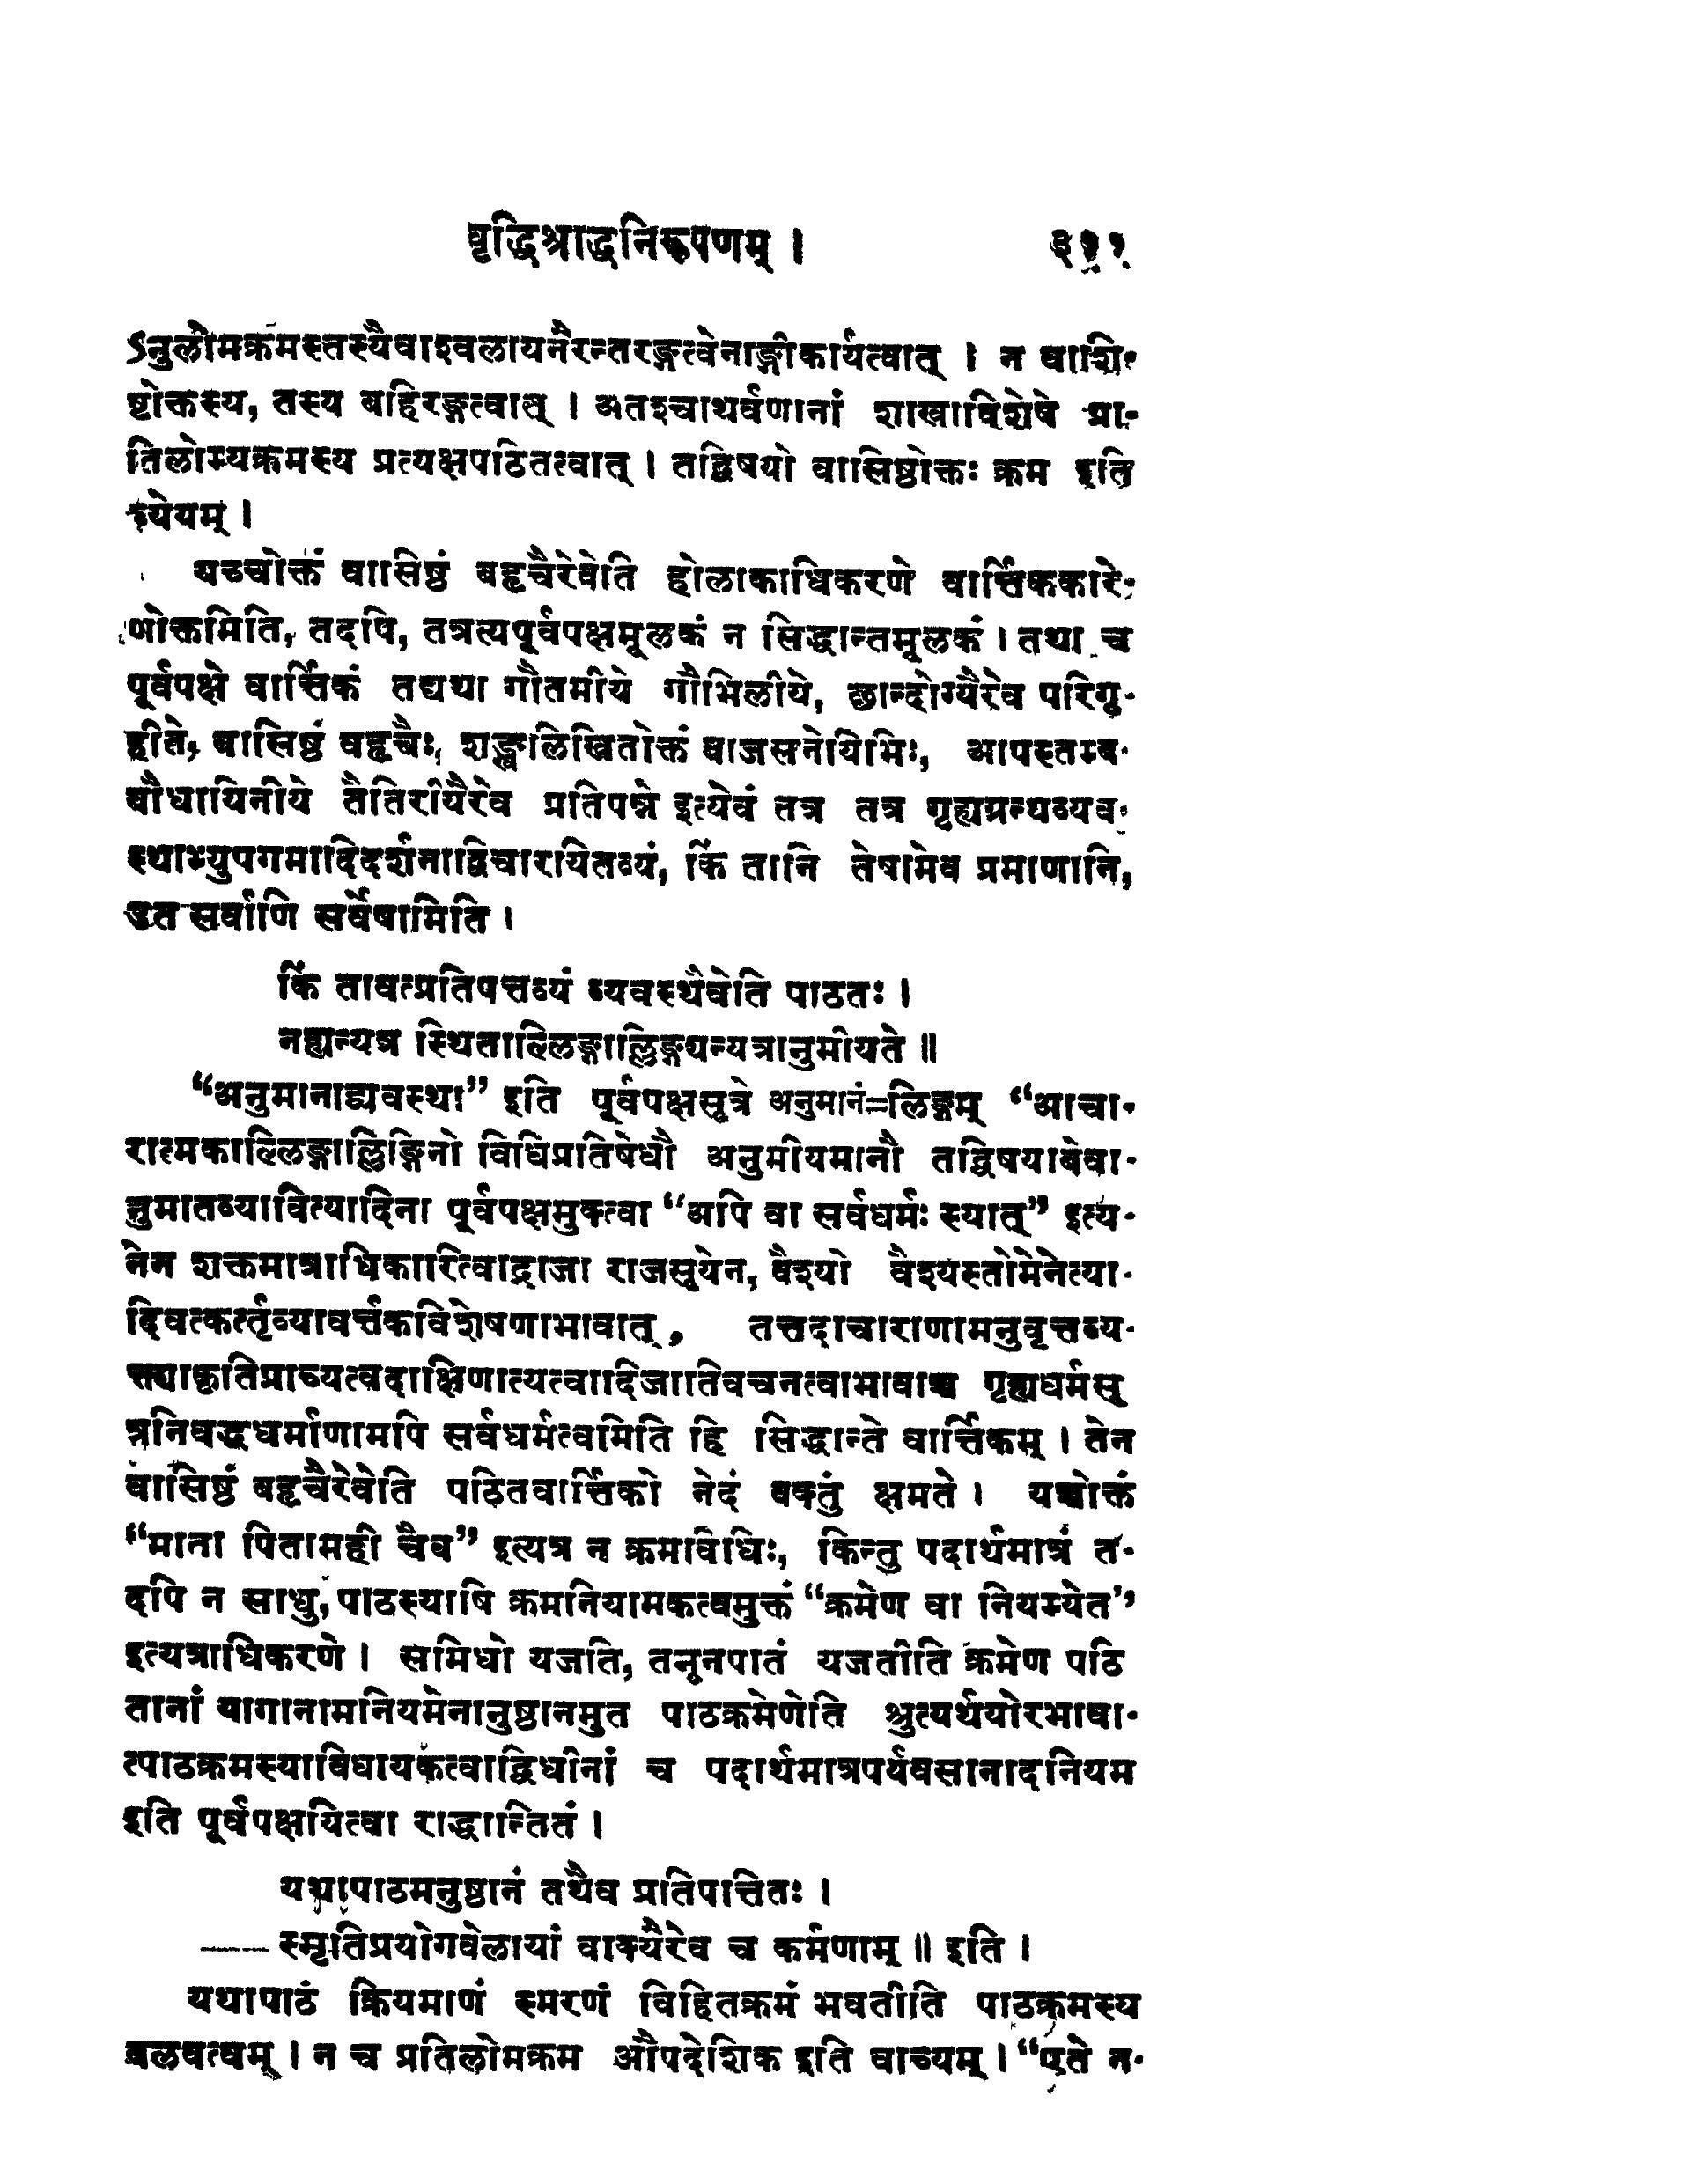 वृद्धिश्राद्धनिरूपणम् । ३११
ऽनुलोमक्रमस्तस्यैवाश्वलायनैरन्तरङ्गत्वेनाङ्गीकार्यत्वात् । न वाशि-
ष्टोक्तस्य, तस्य बहिरङ्गत्वात् । अतश्चाथर्वणानां शाखाविशेषे प्रा-
तिलोम्यक्रमस्य प्रत्यक्षपठितत्वात् । तद्विषयो वासिष्ठोक्तः क्रम इति
ध्येयम् ।
यच्चोक्तं वासिष्ठं बहृचैरेवेति होलाकाधिकरणे वार्त्तिककारे-
णोक्तमिति, तदपि, तत्रत्यपूर्वपक्षमूलकं न सिद्धान्तमूलकं । तथा च
पूर्वपक्षे वार्त्तिकं तद्यथा गौतमीये गौभिलीये, छान्दोग्यैरेव परिगृ-
हीते, वासिष्ठं वहृचैः, शङ्खलिखितोक्तं वाजसनेयिभिः, आपस्तम्ब-
बौधायिनीये तैतिरीयैरेव प्रतिपन्ने इत्येवं तत्र तत्र गृह्यग्रन्थव्यव-
स्थाभ्युपगमादिदर्शनाद्विचारयितव्यं, किं तानि तेषामेव प्रमाणानि,
उत सर्वाणि सर्वेषामिति ।
किं तावत्प्रतिपत्तव्यं व्यवस्थैवेति पाठतः ।
नह्यन्यत्र स्थिताल्लिङ्गाल्लिङ्ग्यन्यत्रानुमीयते ॥
“अनुमानाद्यवस्था” इति पूर्वपक्षसूत्रे अनुमानं=लिङ्गम् “आचा-
रात्मकाल्लिङ्गाल्लिङ्गिनो विधिप्रतिषेधौ अनुमीयमानौ तद्विषयाबेवा-
नुमातव्यावित्यादिना पूर्वपक्षमुक्त्वा “अपि वा सर्वधर्मः स्यात्” इत्य-
नेन शक्तमात्राधिकारित्वाद्राजा राजसूयेन, वैश्यो वैश्यस्तोमेनेत्या-
दिवत्कर्त्तृव्यावर्त्तकविशेषणाभावात्, तत्तदाचाराणामनुवृत्तव्य-
क्त्याकृतिप्राच्यत्वदाक्षिणात्यत्वादिजातिवचनत्वाभावाच्च गृह्यधर्मसू
त्रनिवद्धधर्माणामपि सर्वधर्मत्वमिति हि सिद्धान्ते वार्त्तिकम् । तेन
वासिष्ठं बहृचैरेवेति पठितवार्त्तिको नेदं वक्तुं क्षमते । यच्चोक्तं
“माता पितामही चैव” इत्यत्र न क्रमविधिः, किन्तु पदार्थमात्रं त-
दपि न साधु, पाठस्यापि क्रमनियामकत्वमुक्तं “क्रमेण वा नियम्येत”
इत्यत्राधिकरणे । समिधो यजति, तनूनपातं यजतीति क्रमेण पठि
तानां यागानामनियमेनानुष्ठानमुत पाठक्रमेणेति श्रुत्यर्थयोरभावा-
त्पाठक्रमस्याविधायकत्वाद्विधीनां च पदार्थमात्रपर्यवसानादनियम
इति पूर्वपक्षयित्वा राद्धान्तितं ।
यथापाठमनुष्ठानं तथैव प्रतिपात्तितः ।
स्मृतिप्रयोगवेलायां वाक्यैरेव च कर्मणाम् ॥ इति ।
यथापाठं क्रियमाणं स्मरणं विहितक्रमं भवतीति पाठक्रमस्य
बलवत्वम् । न च प्रतिलोमक्रम औपदेशिक इति वाच्यम् । “एते न-